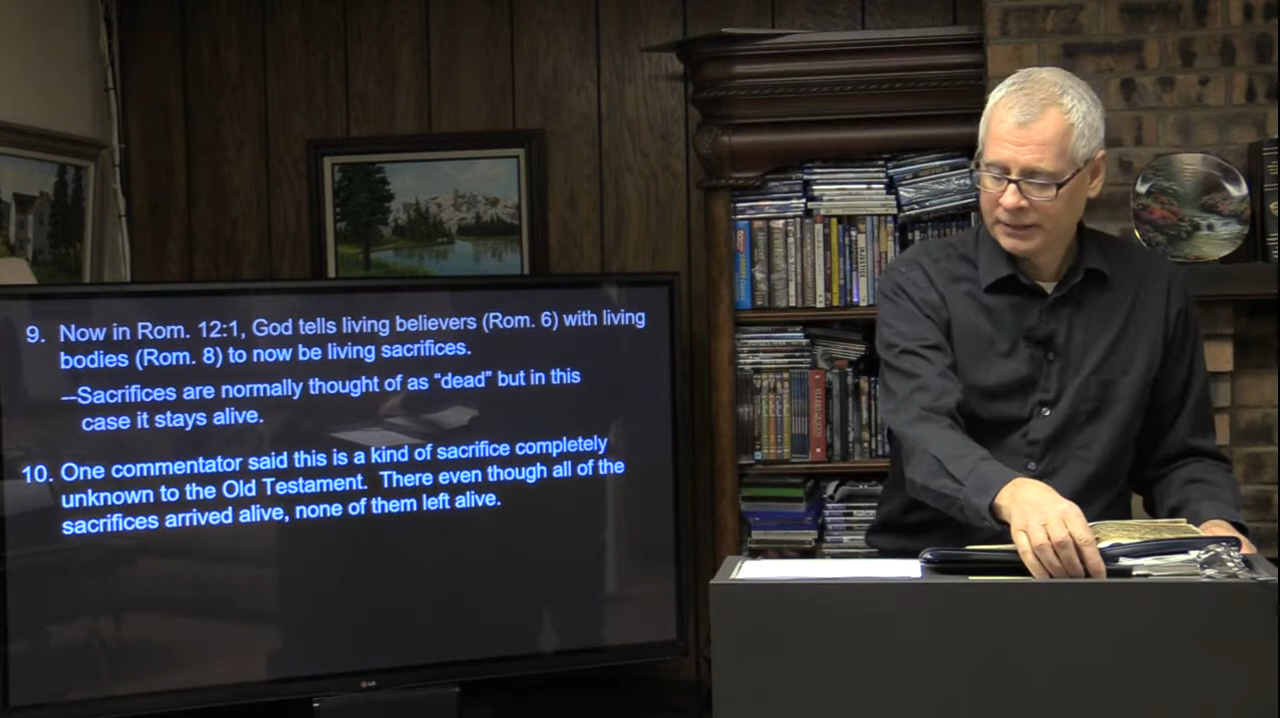 9. Now in Rom. 12:1, God tells living believers (Rom. 6) with living
bodies (Rom. 8) to now be living sacrifices.
--Sacrifices are normally thought of as “dead” but in this
case it stays alive.
10. One commentator said this is a kind of sacrifice completely
unknown to the Old Testament. There even though all of the
sacrifices arrived alive, none of them left alive.
LG